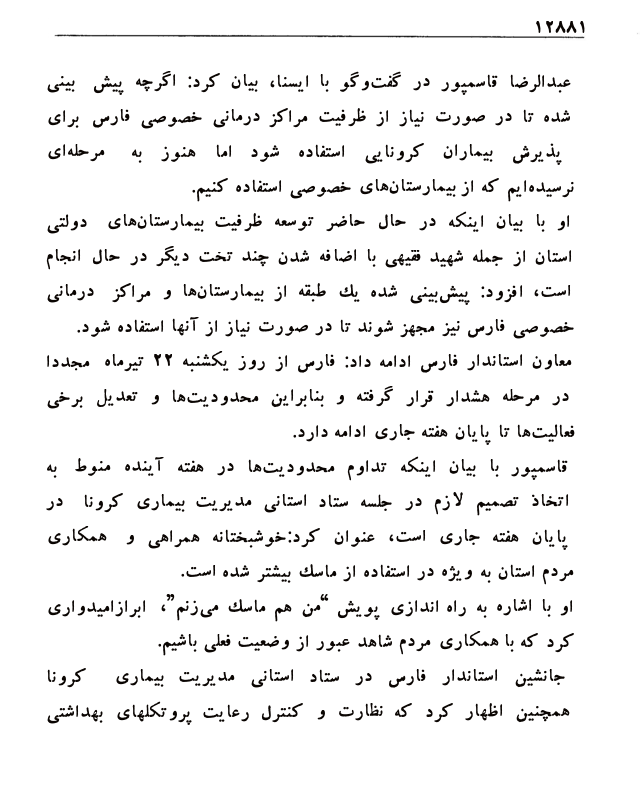 ۱۲۸۸۱
عبدالرضا قاسمپور در گفت‌وگو با ایسنا، بیان کرد: اگرچه پیش بینی
شده تا در صورت نیاز از ظرفیت مراکز درمانی خصوصی فارس برای
پذیرش بیماران کرونایی استفاده شود اما هنوز به مرحله‌ای
نرسیده‌ایم که از بیمارستان‌های خصوصی استفاده کنیم.
او با بیان اینکه در حال حاضر توسعه ظرفیت بیمارستان‌های دولتی
استان از جمله شهید فقیهی با اضافه شدن چند تخت دیگر در حال انجام
است، افزود: پیش‌بینی شده یك طبقه از بیمارستان‌ها و مراکز درمانی
خصوصی فارس نیز مجهز شوند تا در صورت نیاز از آنها استفاده شود.
معاون استاندار فارس ادامه داد: فارس از روز یکشنبه ۲۲ تیرماه مجددا
در مرحله هشدار قرار گرفته و بنابراین محدودیت‌ها و تعدیل برخی
فعالیت‌ها تا پایان هفته جاری ادامه دارد.
قاسمپور با بیان اینکه تداوم محدودیت‌ها در هفته آینده منوط به
اتخاذ تصمیم لازم در جلسه ستاد استانی مدیریت بیماری کرونا در
پایان هفته جاری است، عنوان کرد:خوشبختانه همراهی و همکاری
مردم استان به ویژه در استفاده از ماسك بیشتر شده است.
او با اشاره به راه اندازی پویش “من هم ماسك می‌زنم”، ابرازامیدواری
کرد که با همکاری مردم شاهد عبور از وضعیت فعلی باشیم.
جانشین استاندار فارس در ستاد استانی مدیریت بیماری کرونا
همچنین اظهار کرد که نظارت و کنترل رعایت پروتکلهای بهداشتی